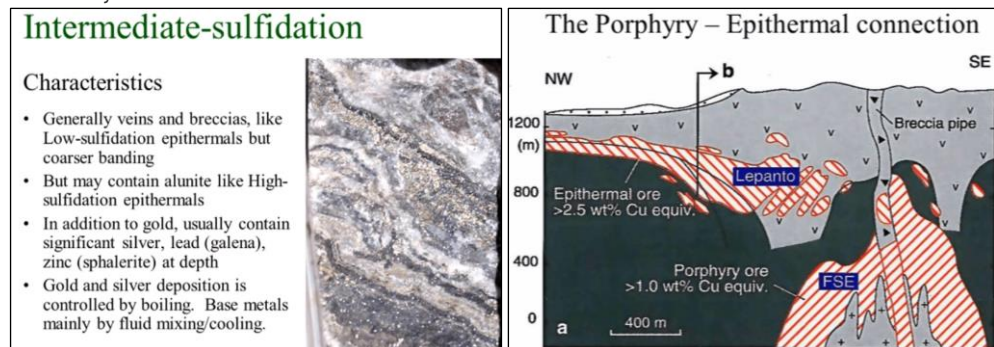 Intermediate-sulfidation
Characteristics
• Generally veins and breccias, like
Low-sulfidation epithermals but
coarser banding
• But may contain alunite like High-
sulfidation epithermals
• In addition to gold, usually contain
significant silver, lead (galena),
zinc (sphalerite) at depth
• Gold and silver deposition is
controlled by boiling. Base metals
mainly by fluid mixing/cooling.
The Porphyry – Epithermal connection
NW
b
SE
1200
(m)
Breccia pipe
Lepanto
Epithermal ore
>2.5 wt% Cu equiv.
800
400
Porphyry ore
>1.0 wt% Cu equiv.
FSE
0
a
400 m